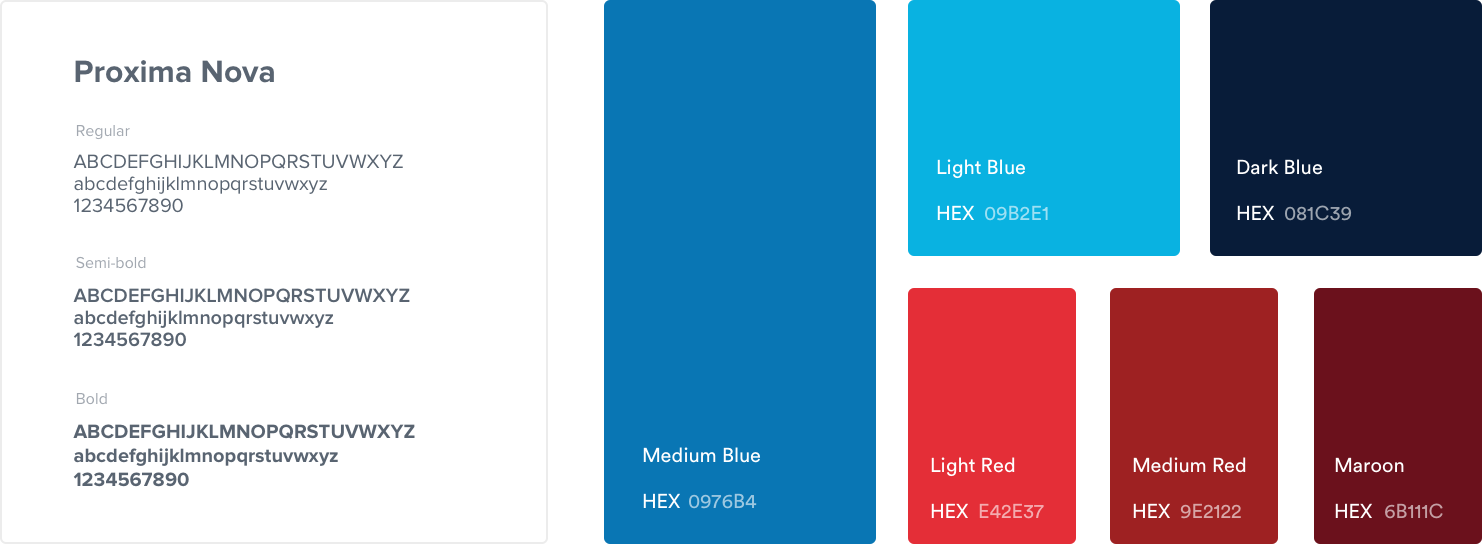 Proxima Nova
Regular
ABCDEFGHIJKLMNOPQRSTUVWXYZ
abcdefghijklmnopqrstuvwxyz
1234567890
Semi-bold
ABCDEFGHIJKLMNOPQRSTUVWXYZ
abcdefghijklmnopqrstuvwxyz
1234567890
Bold
ABCDEFGHIJKLMNOPQRSTUVWXYZ
abcdefghijklmnopqrstuvwxyz
1234567890
Medium Blue
HEX 0976B4
Light Blue
HEX 09B2E1
Dark Blue
HEX 081C39
Light Red
HEX E42E37
Medium Red
HEX 9E2122
Maroon
HEX 6B111C